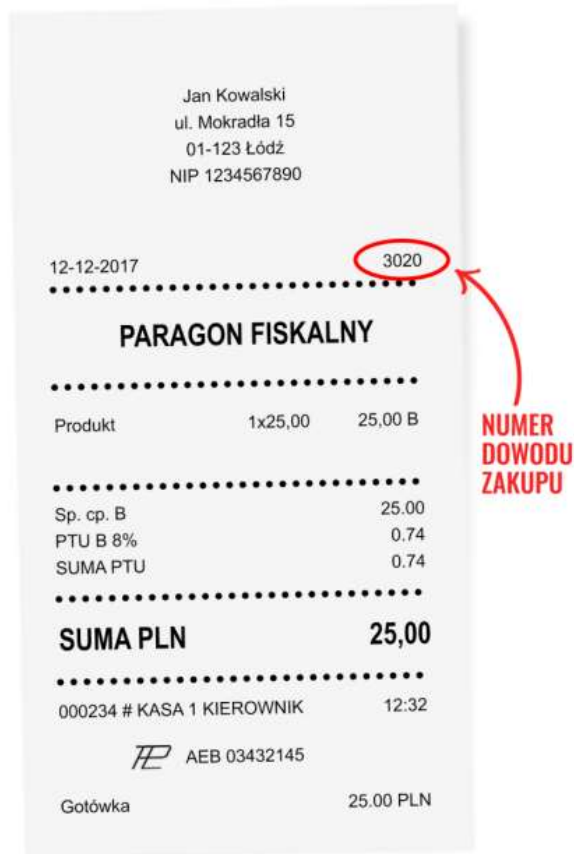 Jan Kowalski
ul. Mokradła 15
01-123 Łódź
NIP 1234567890
12-12-2017 3020
PARAGON FISKALNY
Produkt 1x25,00 25,00 B
Sp. cp. B 25.00
PTU B 8% 0.74
SUMA PTU 0.74
SUMA PLN 25,00
000234 # KASA 1 KIEROWNIK 12:32
AEB 03432145
Gotówka 25.00 PLN
NUMER
DOWODU
ZAKUPU